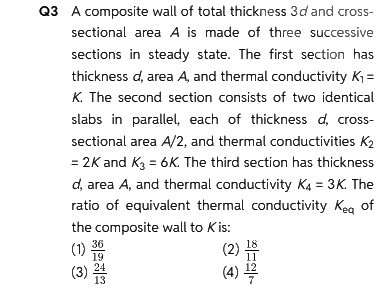 Q3 A composite wall of total thickness 3d and cross-
sectional area A is made of three successive
sections in steady state. The first section has
thickness d, area A, and thermal conductivity K₁ =
K. The second section consists of two identical
slabs in parallel, each of thickness d, cross-
sectional area A/2, and thermal conductivities K₂
= 2K and K₃ = 6K. The third section has thickness
d, area A, and thermal conductivity K₄ = 3K. The
ratio of equivalent thermal conductivity Keq of
the composite wall to K is:
(1) 36/19 (2) 18/11
(3) 24/13 (4) 12/7